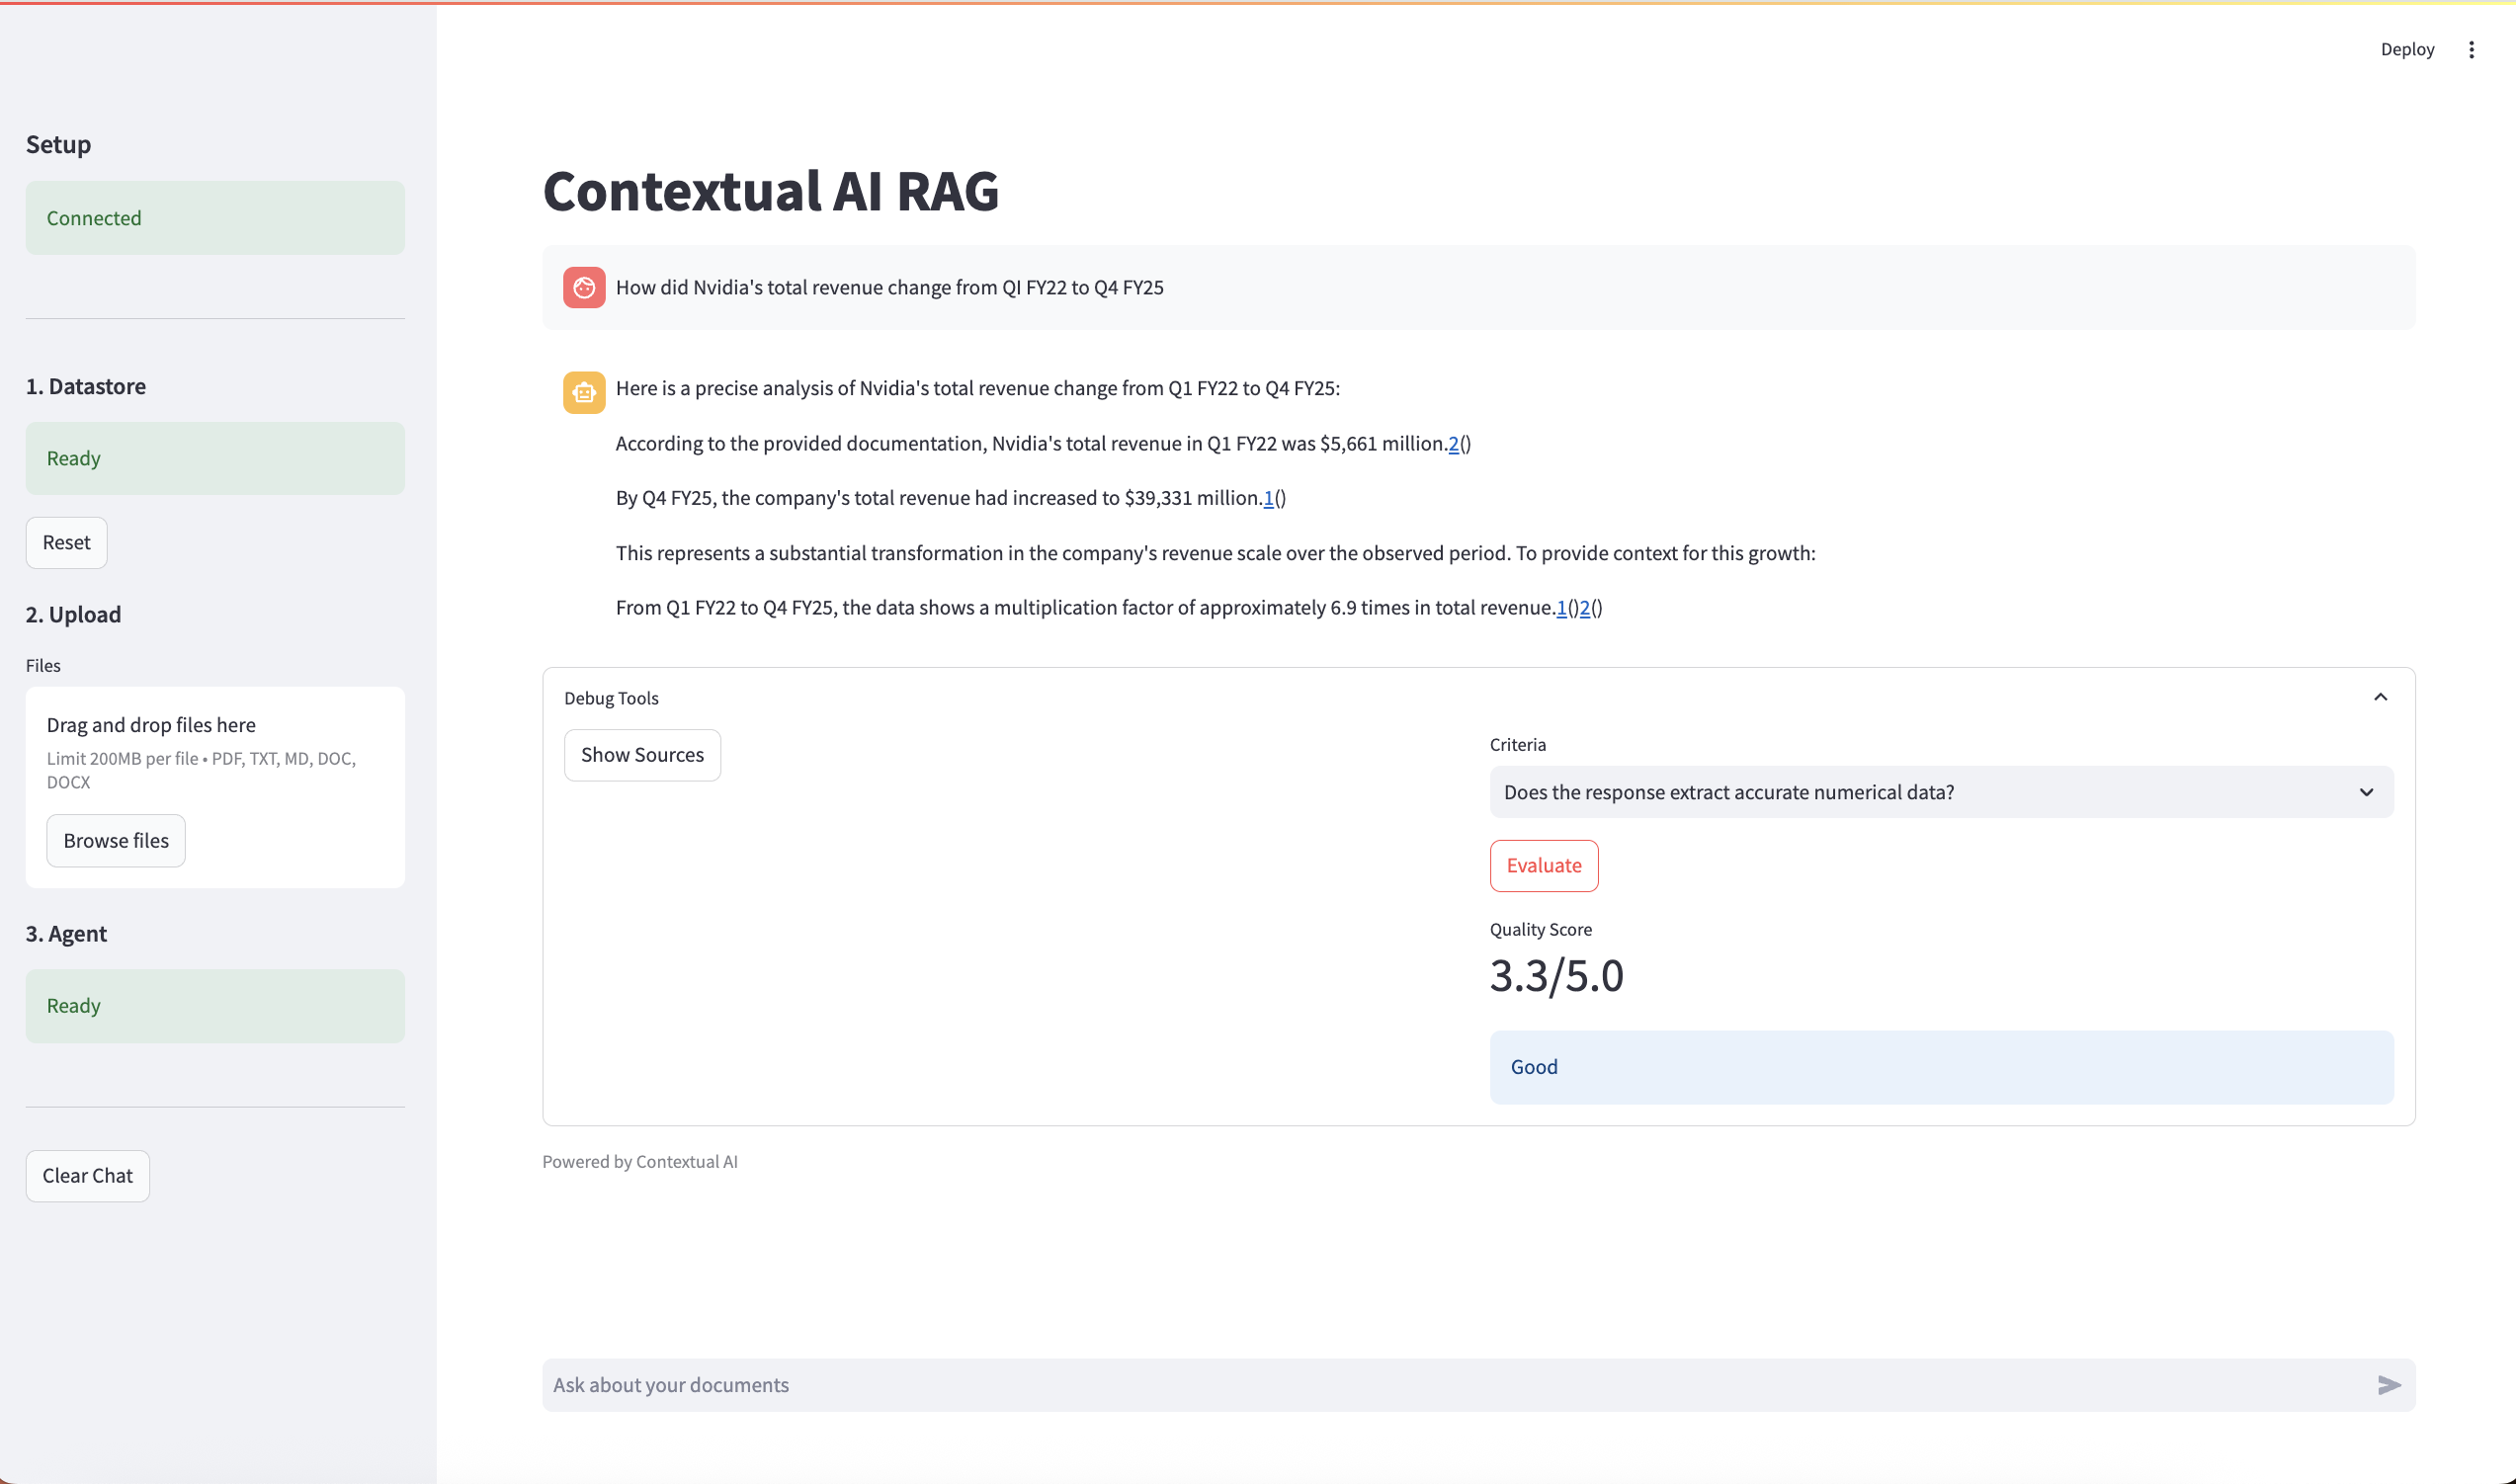 Deploy
Setup
Connected
1. Datastore
Ready
Reset
2. Upload
Files
Drag and drop files here
Limit 200MB per file • PDF, TXT, MD, DOC,
DOCX
Browse files
3. Agent
Ready
Clear Chat
Contextual AI RAG
How did Nvidia's total revenue change from QI FY22 to Q4 FY25
Here is a precise analysis of Nvidia's total revenue change from Q1 FY22 to Q4 FY25:
According to the provided documentation, Nvidia's total revenue in Q1 FY22 was $5,661 million.2()
By Q4 FY25, the company's total revenue had increased to $39,331 million.1()
This represents a substantial transformation in the company's revenue scale over the observed period. To provide context for this growth:
From Q1 FY22 to Q4 FY25, the data shows a multiplication factor of approximately 6.9 times in total revenue.1()2()
Debug Tools
Show Sources
Criteria
Does the response extract accurate numerical data?
Evaluate
Quality Score
3.3/5.0
Good
Powered by Contextual AI
Ask about your documents